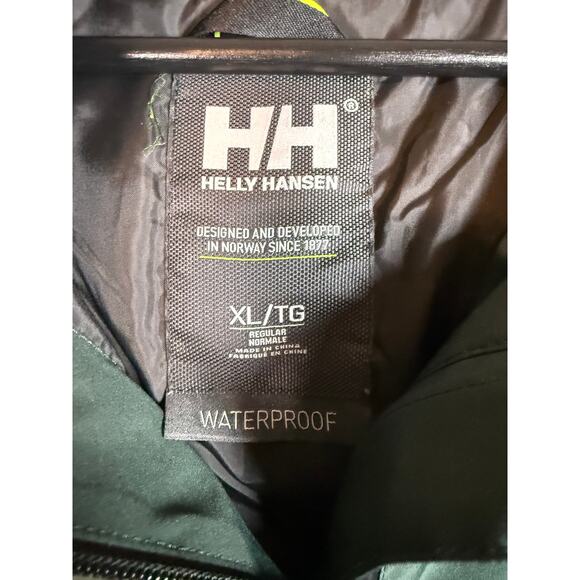 HH®
HELLY HANSEN
DESIGNED AND DEVELOPED
IN NORWAY SINCE 1877
XL/TG
REGULAR
NORMALE
MADE IN CHINA
FABRIQUE EN CHINE
WATERPROOF